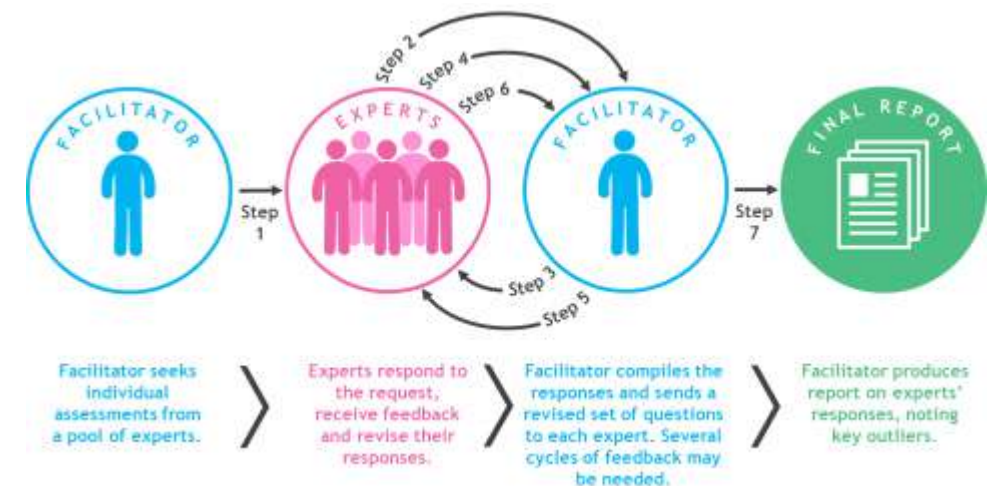 Step 2
Step 4
Step 6
FACILITATOR
EXPERTS
FACILITATOR
FINAL REPORT
Step
1
Step
7
Step 3
Step 5
Facilitator seeks
individual
assessments from
a pool of experts.
Experts respond to
the request,
receive feedback
and revise their
responses.
Facilitator compiles the
responses and sends a
revised set of questions
to each expert. Several
cycles of feedback may
be needed.
Facilitator produces
report on experts'
responses, noting
key outliers.